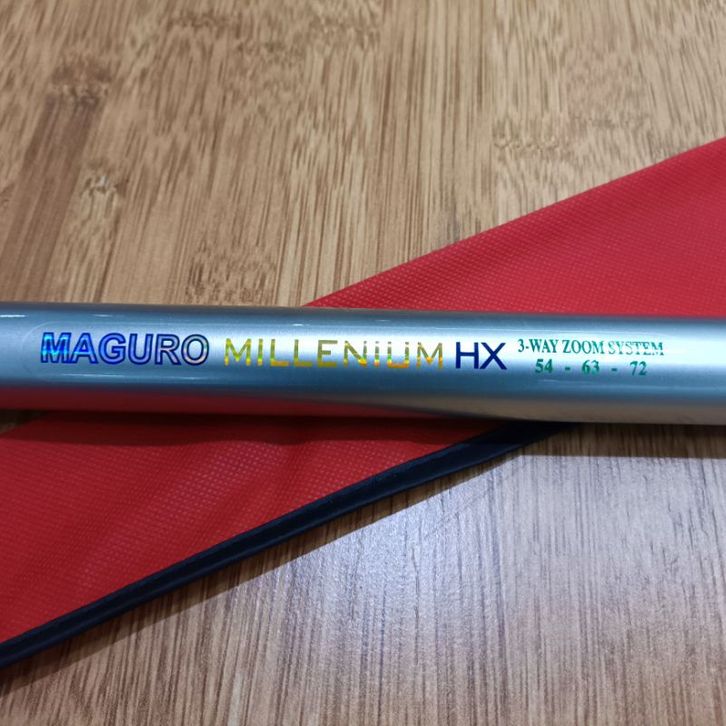 MAGURO MILLENiUM HX
3-WAY ZOOM SYSTEM
54 - 63 - 72